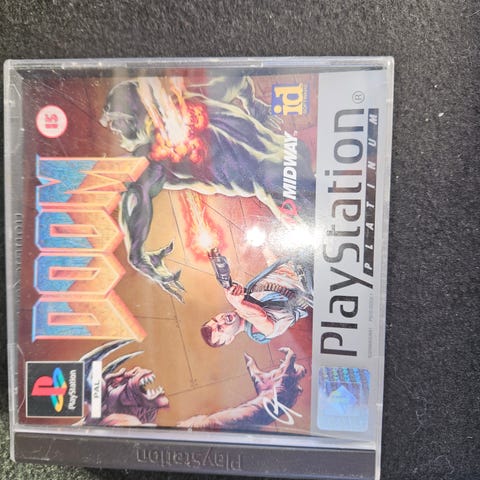 PlayStation
PAL
DOOM
15
MIDWAY
id
PlayStation®
PLATINUM
PlayStation